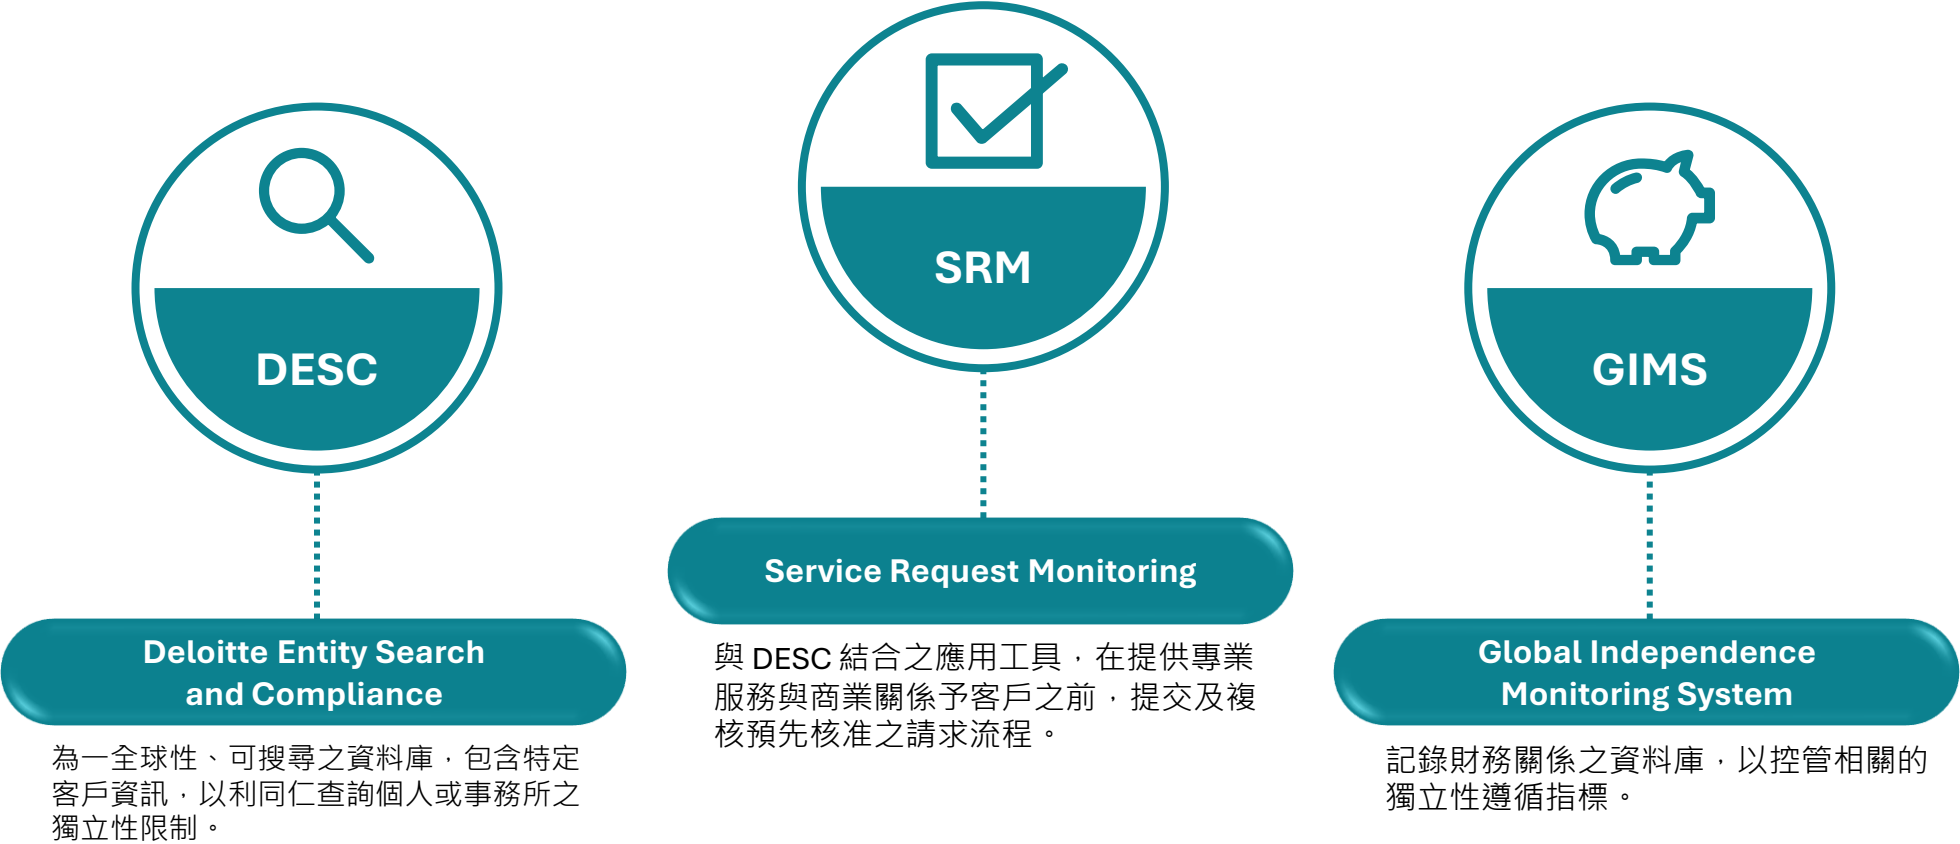 DESC
Deloitte Entity Search
and Compliance
為一全球性、可搜尋之資料庫，包含特定
客戶資訊，以利同仁查詢個人或事務所之
獨立性限制。
SRM
Service Request Monitoring
與 DESC 結合之應用工具，在提供專業
服務與商業關係予客戶之前，提交及複
核預先核准之請求流程。
GIMS
Global Independence
Monitoring System
記錄財務關係之資料庫，以控管相關的
獨立性遵循指標。